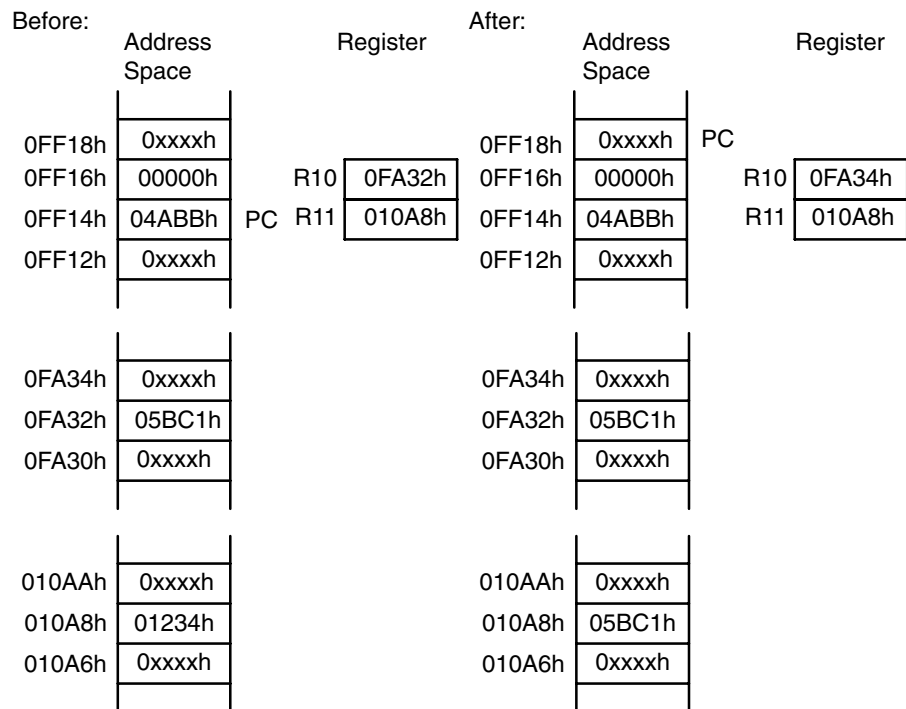 Before: After:
Address Register Address Register
Space Space
0FF18h 0xxxxh 0FF18h 0xxxxh PC
0FF16h 00000h R10 0FA32h 0FF16h 00000h R10 0FA34h
0FF14h 04ABBh PC R11 010A8h 0FF14h 04ABBh R11 010A8h
0FF12h 0xxxxh 0FF12h 0xxxxh
0FA34h 0xxxxh 0FA34h 0xxxxh
0FA32h 05BC1h 0FA32h 05BC1h
0FA30h 0xxxxh 0FA30h 0xxxxh
010AAh 0xxxxh 010AAh 0xxxxh
010A8h 01234h 010A8h 05BC1h
010A6h 0xxxxh 010A6h 0xxxxh